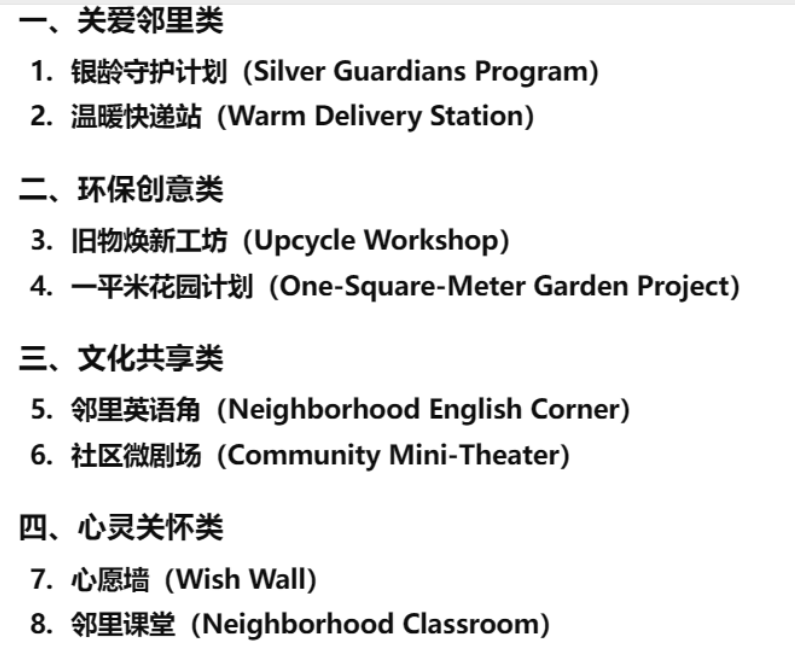 一、关爱邻里类
1. 银龄守护计划（Silver Guardians Program）
2. 温暖快递站（Warm Delivery Station）
二、环保创意类
3. 旧物焕新工坊（Upcycle Workshop）
4. 一平米花园计划（One-Square-Meter Garden Project）
三、文化共享类
5. 邻里英语角（Neighborhood English Corner）
6. 社区微剧场（Community Mini-Theater）
四、心灵关怀类
7. 心愿墙（Wish Wall）
8. 邻里课堂（Neighborhood Classroom）